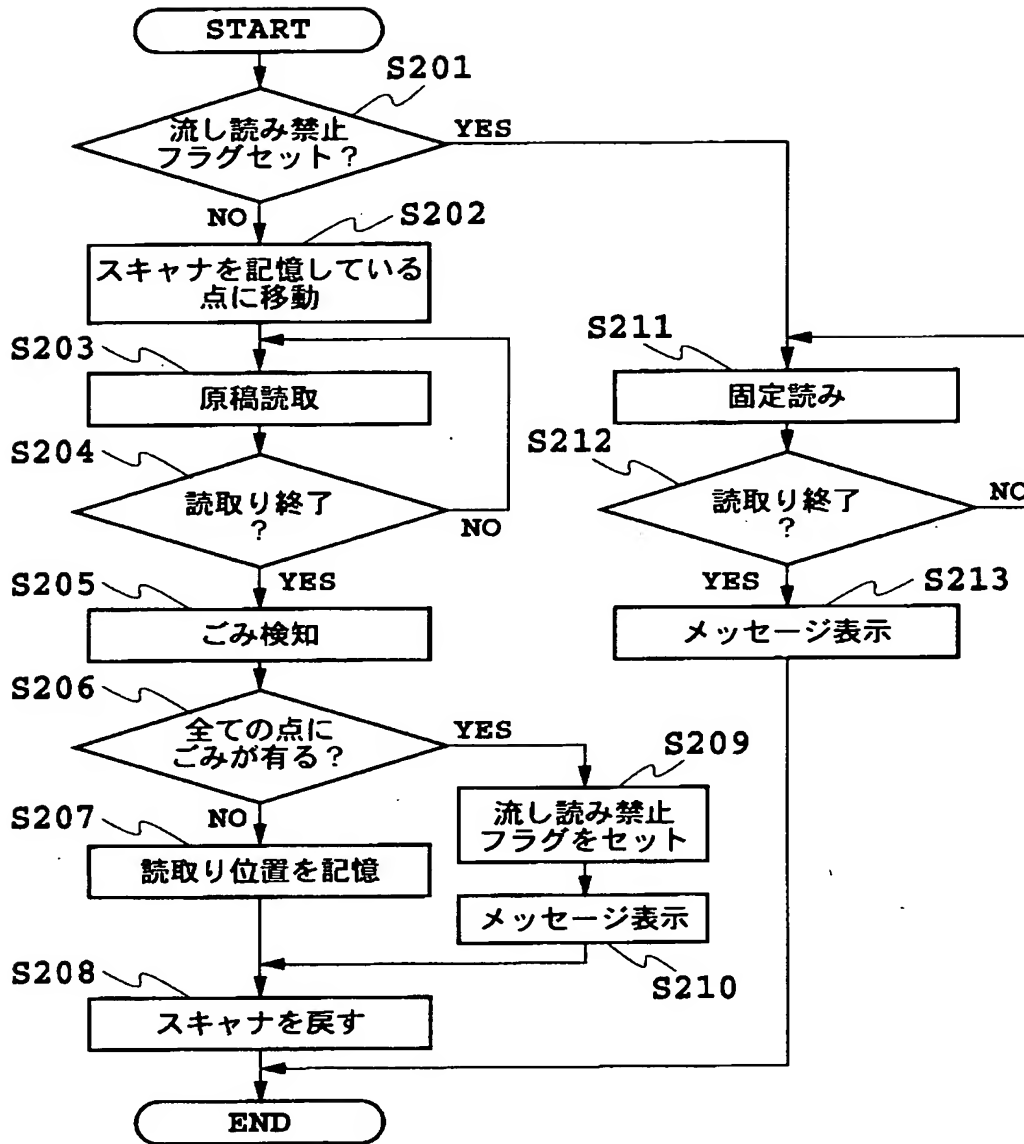 START
S201
流し読み禁止
フラグセット？
YES
NO
S202
スキャナを記憶している
点に移動
S203
原稿読取
S204
読取り終了
？
NO
YES
S205
ごみ検知
S206
全ての点に
ごみが有る？
YES
NO
S207
読取り位置を記憶
S208
スキャナを戻す
END
S209
流し読み禁止
フラグをセット
メッセージ表示
S210
S211
固定読み
S212
読取り終了
？
NO
YES
S213
メッセージ表示